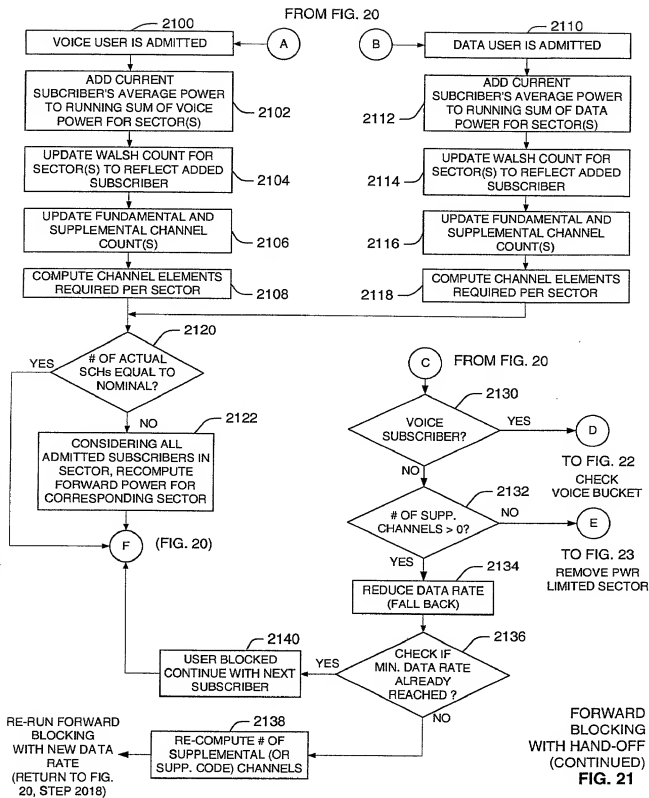 FROM FIG. 20
2100
VOICE USER IS ADMITTED
A
ADD CURRENT
SUBCRIBER'S AVERAGE POWER
TO RUNNING SUM OF VOICE
POWER FOR SECTOR(S)
2102
UPDATE WALSH COUNT FOR
SECTOR(S) TO REFLECT ADDED
SUBSCRIBER
2104
UPDATE FUNDAMENTAL AND
SUPPLEMENTAL CHANNEL
COUNT(S)
2106
COMPUTE CHANNEL ELEMENTS
REQUIRED PER SECTOR
2108
B
2110
DATA USER IS ADMITTED
ADD CURRENT
SUBCRIBER'S AVERAGE POWER
TO RUNNING SUM OF DATA
POWER FOR SECTOR(S)
2112
UPDATE WALSH COUNT FOR
SECTOR(S) TO REFLECT ADDED
SUBSCRIBER
2114
UPDATE FUNDAMENTAL AND
SUPPLEMENTAL CHANNEL
COUNT(S)
2116
COMPUTE CHANNEL ELEMENTS
REQUIRED PER SECTOR
2118
2120
# OF ACTUAL
SCHs EQUAL TO
NOMINAL?
YES
NO
2122
CONSIDERING ALL
ADMITTED SUBSCRIBERS IN
SECTOR, RECOMPUTE
FORWARD POWER FOR
CORRESPONDING SECTOR
F
(FIG. 20)
C
FROM FIG. 20
2130
VOICE
SUBSCRIBER?
YES
D
TO FIG. 22
CHECK
VOICE BUCKET
NO
2132
# OF SUPP.
CHANNELS > 0?
NO
E
TO FIG. 23
REMOVE PWR
LIMITED SECTOR
YES
2134
REDUCE DATA RATE
(FALL BACK)
2136
CHECK IF
MIN. DATA RATE
ALREADY
REACHED ?
YES
2140
USER BLOCKED
CONTINUE WITH NEXT
SUBSCRIBER
NO
2138
RE-COMPUTE # OF
SUPPLEMENTAL (OR
SUPP. CODE) CHANNELS
RE-RUN FORWARD
BLOCKING
WITH NEW DATA
RATE
(RETURN TO FIG.
20, STEP 2018)
FORWARD
BLOCKING
WITH HAND-OFF
(CONTINUED)
FIG. 21